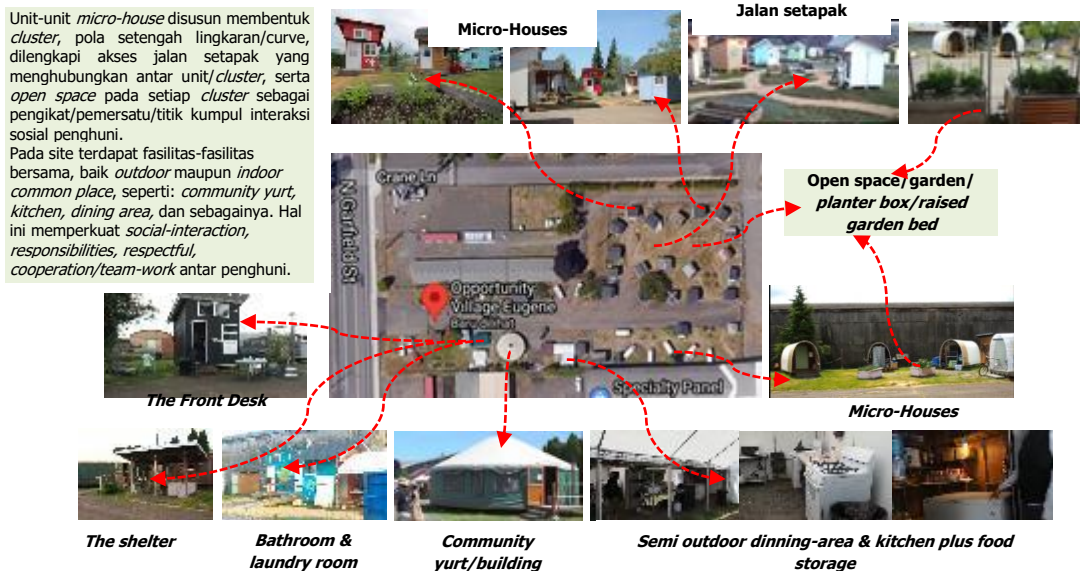 Unit-unit micro-house disusun membentuk
cluster, pola setengah lingkaran/curve,
dilengkapi akses jalan setapak yang
menghubungkan antar unit/cluster, serta
open space pada setiap cluster sebagai
pengikat/pemersatu/titik kumpul interaksi
sosial penghuni.
Pada site terdapat fasilitas-fasilitas
bersama, baik outdoor maupun indoor
common place, seperti: community yurt,
kitchen, dining area, dan sebagainya. Hal
ini memperkuat social-interaction,
responsibilities, respectful,
cooperation/team-work antar penghuni.
Micro-Houses
Jalan setapak
Open space/garden/
planter box/raised
garden bed
Crane Ln
N Garfield St
Opportunity
Village Eugene
Baru dilihat
Specialty Panel
The Front Desk
Micro-Houses
The shelter
Bathroom &
laundry room
Community
yurt/building
Semi outdoor dinning-area & kitchen plus food
storage